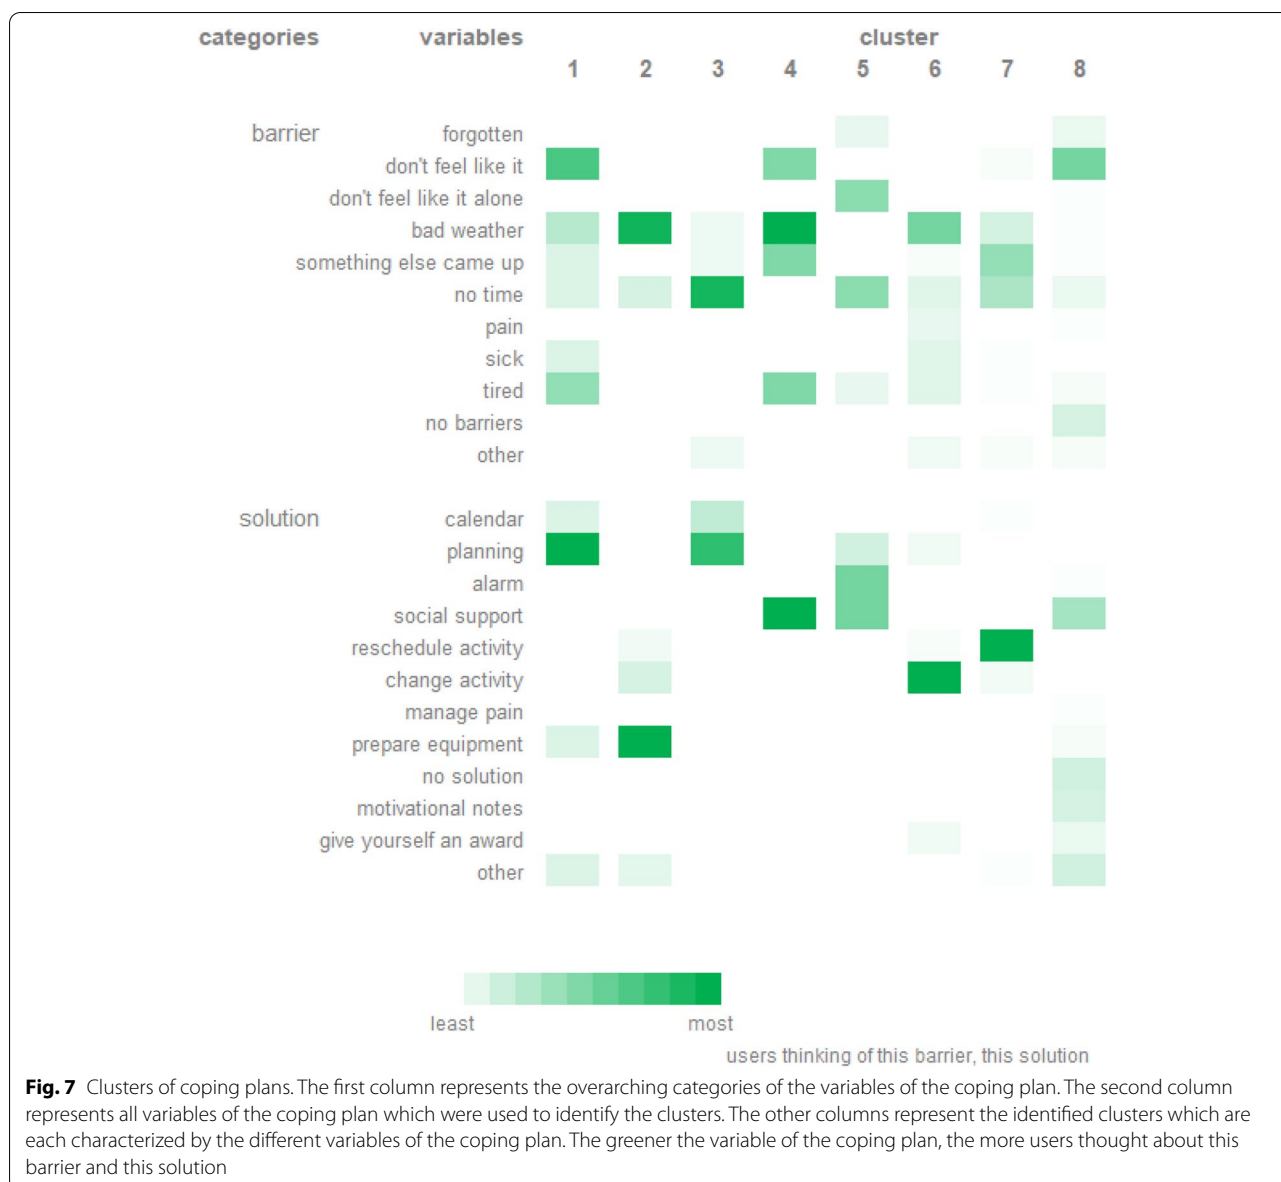 categories variables cluster
1 2 3 4 5 6 7 8
barrier forgotten
don't feel like it
don't feel like it alone
bad weather
something else came up
no time
pain
sick
tired
no barriers
other
solution calendar
planning
alarm
social support
reschedule activity
change activity
manage pain
prepare equipment
no solution
motivational notes
give yourself an award
other
least most
users thinking of this barrier, this solution
Fig. 7 Clusters of coping plans. The first column represents the overarching categories of the variables of the coping plan. The second column
represents all variables of the coping plan which were used to identify the clusters. The other columns represent the identified clusters which are
each characterized by the different variables of the coping plan. The greener the variable of the coping plan, the more users thought about this
barrier and this solution